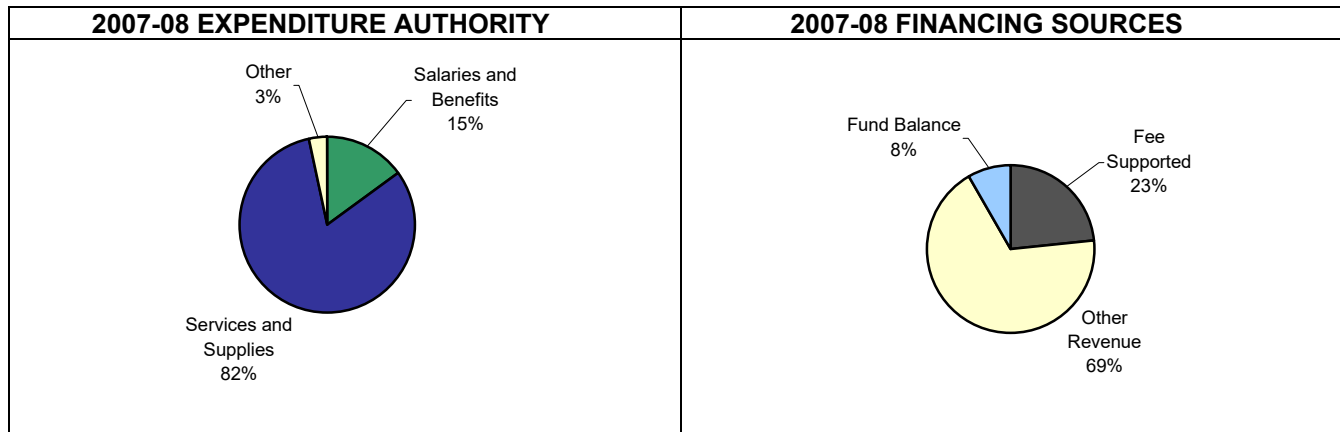 2007-08 EXPENDITURE AUTHORITY
Other
3%
Salaries and
Benefits
15%
Services and
Supplies
82%
2007-08 FINANCING SOURCES
Fund Balance
8%
Fee
Supported
23%
Other
Revenue
69%